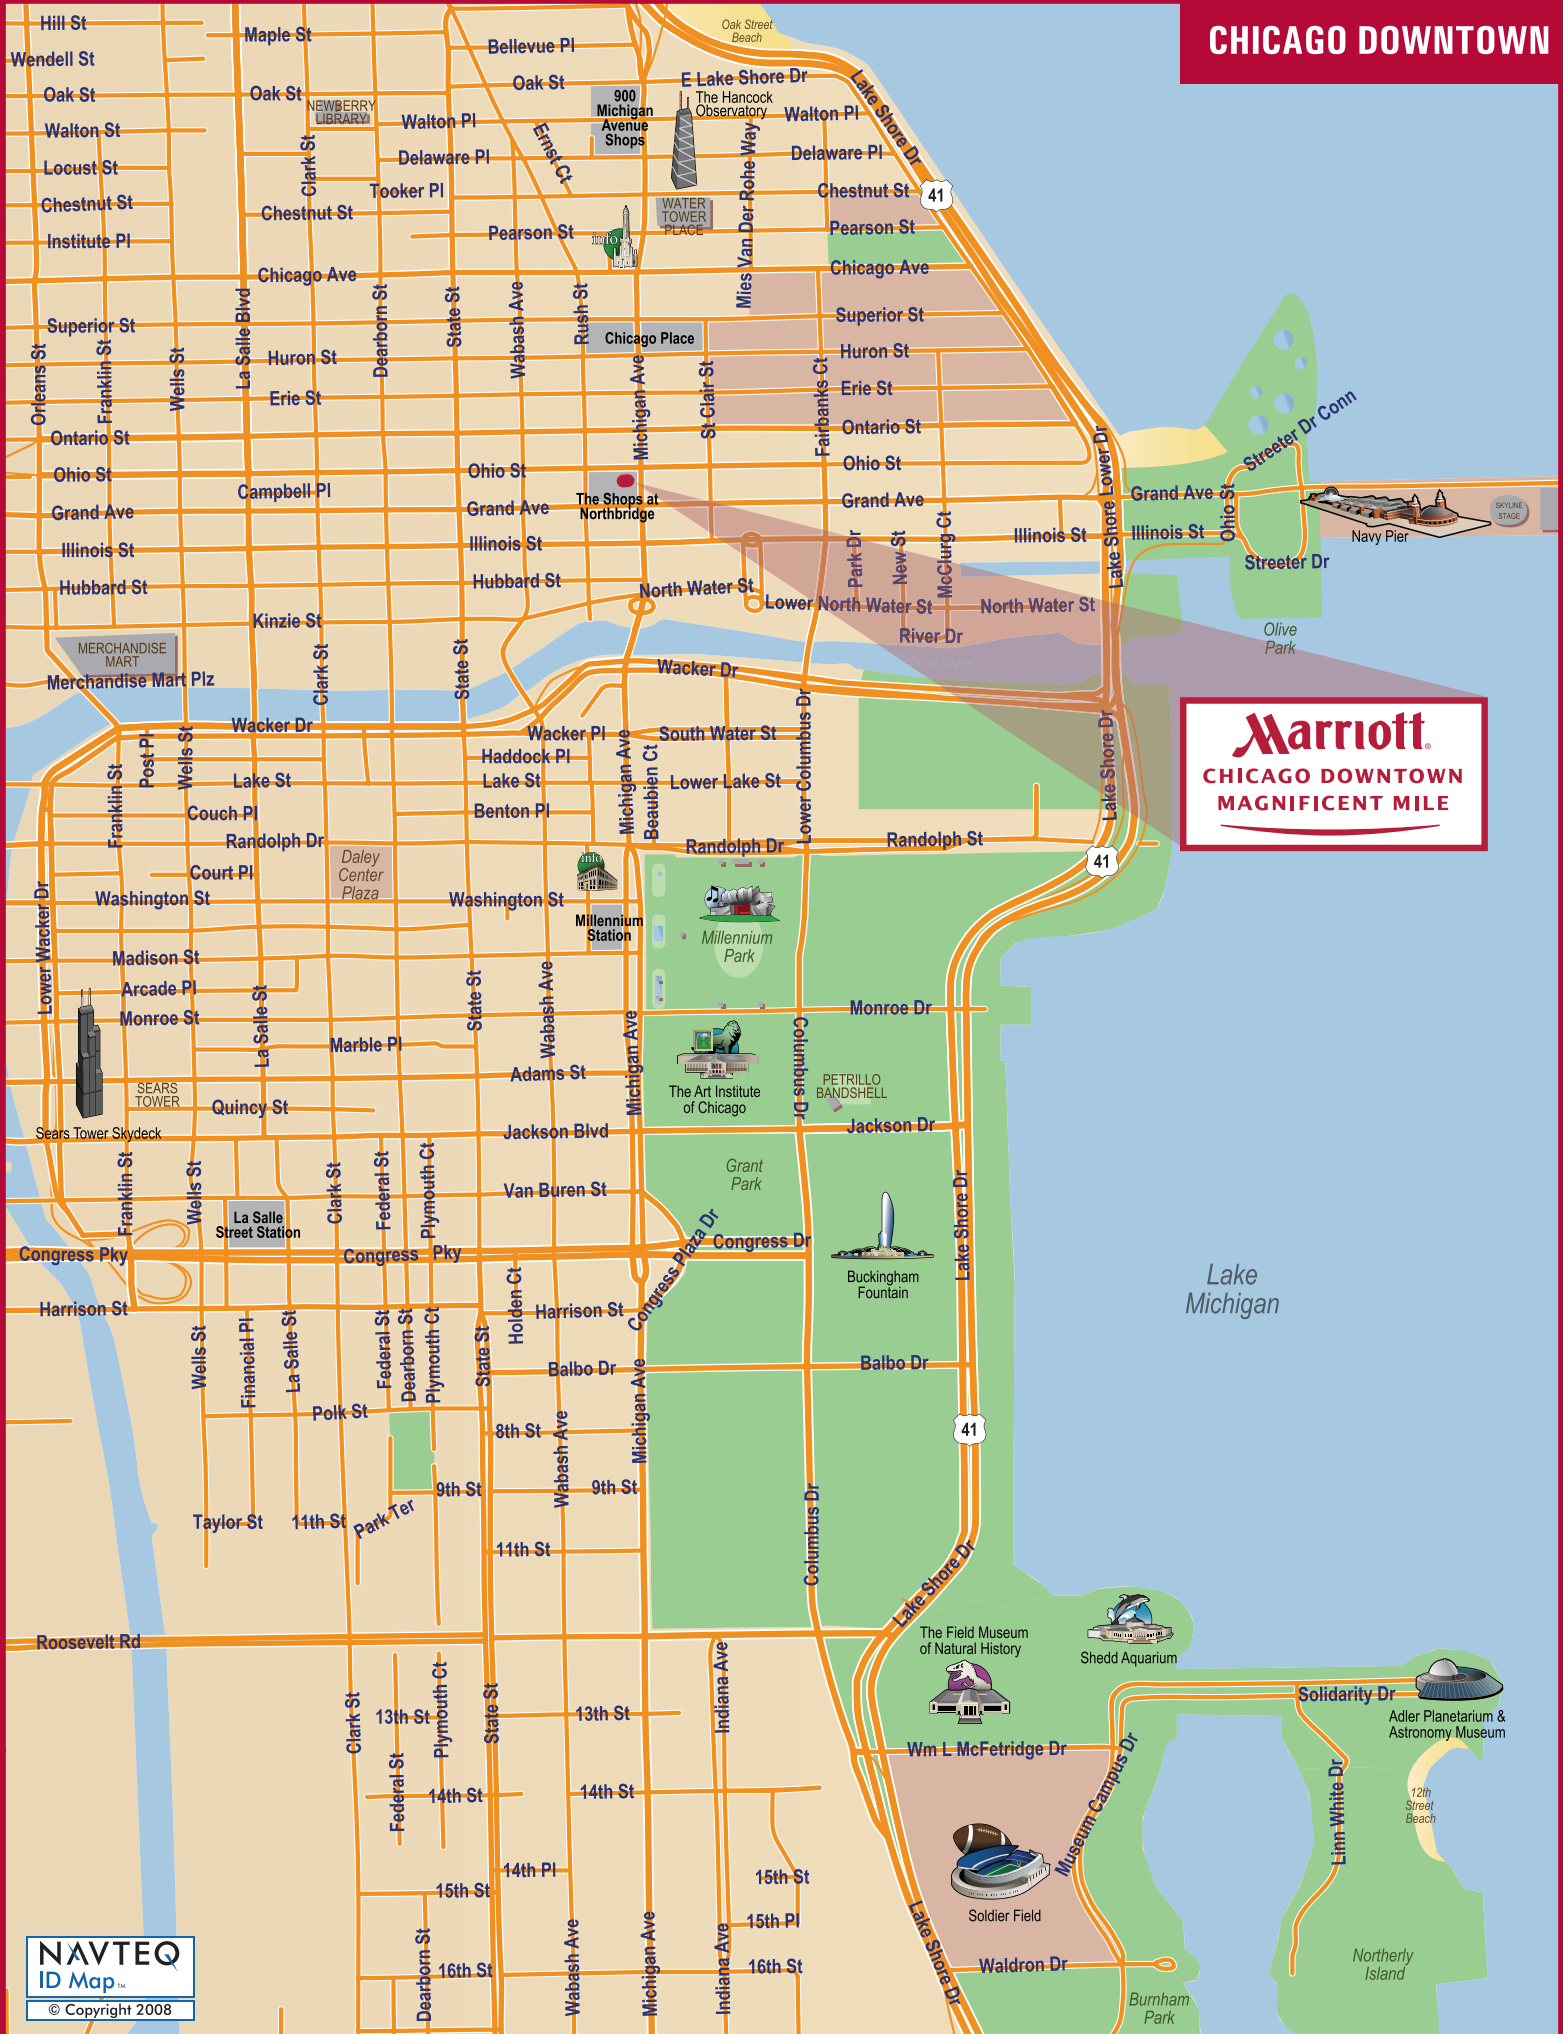 CHICAGO DOWNTOWN
Oak Street
Beach
Hill St
Maple St
Bellevue Pl
Wendell St
Oak St
E Lake Shore Dr
Lake Shore Dr
Oak St
Oak St
900
Michigan
Avenue
Shops
The Hancock
Observatory
NEWBERRY
LIBRARY
Walton St
Walton Pl
Walton Pl
Ernst Ct
Mies Van Der Rohe Way
Clark St
Delaware Pl
Delaware Pl
Locust St
Tooker Pl
Chestnut St
41
Chestnut St
Chestnut St
WATER
TOWER
PLACE
Institute Pl
Pearson St
info
Pearson St
Chicago Ave
Chicago Ave
La Salle Blvd
Dearborn St
State St
Wabash Ave
Rush St
Superior St
Superior St
Chicago Place
Orleans St
Franklin St
Wells St
Huron St
Huron St
Michigan Ave
St Clair St
Fairbanks Ct
Erie St
Erie St
Ontario St
Ontario St
Streeter Dr Conn
Lake Shore Lower Dr
Ohio St
Ohio St
Ohio St
Campbell Pl
The Shops at
Northbridge
Grand Ave
Grand Ave
Grand Ave
Grand Ave
Ohio St
SKYLINE
STAGE
Navy Pier
Illinois St
Illinois St
Illinois St
Illinois St
Park Dr
New St
McClurg Ct
Streeter Dr
Hubbard St
Hubbard St
North Water St
Lower North Water St
North Water St
Kinzie St
River Dr
Olive
Park
MERCHANDISE
MART
Merchandise Mart Plz
Clark St
State St
Wacker Dr
Marriott
CHICAGO DOWNTOWN
MAGNIFICENT MILE
Wacker Dr
Wacker Pl
South Water St
Lower Columbus Dr
Lake Shore Dr
Post Pl
Wells St
Franklin St
Haddock Pl
Michigan Ave
Beaubien Ct
Lake St
Lake St
Lower Lake St
Couch Pl
Benton Pl
Randolph Dr
Randolph Dr
Randolph St
41
Daley
Center
Plaza
info
Court Pl
Lower Wacker Dr
Washington St
Washington St
Millennium
Station
Millennium
Park
Madison St
Arcade Pl
La Salle St
State St
Wabash Ave
Monroe St
Monroe Dr
Michigan Ave
Columbus Dr
Marble Pl
Adams St
The Art Institute
of Chicago
PETRILLO
BANDSHELL
SEARS
TOWER
Quincy St
Sears Tower Skydeck
Jackson Blvd
Jackson Dr
Grant
Park
Franklin St
Wells St
Clark St
Federal St
Plymouth Ct
Van Buren St
Lake Shore Dr
La Salle
Street Station
Congress Plaza Dr
Congress Pky
Congress Pky
Congress Dr
Buckingham
Fountain
Lake
Michigan
Holden Ct
Harrison St
Harrison St
Wells St
Financial Pl
La Salle St
Federal St
Dearborn St
Plymouth Ct
State St
Balbo Dr
Balbo Dr
Michigan Ave
Polk St
8th St
41
Wabash Ave
9th St
9th St
Columbus Dr
Taylor St
11th St
Park Ter
11th St
Lake Shore Dr
Roosevelt Rd
The Field Museum
of Natural History
Shedd Aquarium
Indiana Ave
Solidarity Dr
Adler Planetarium &
Astronomy Museum
Clark St
13th St
Plymouth Ct
State St
13th St
Wm L McFetridge Dr
Museum Campus Dr
Linn White Dr
Federal St
14th St
14th St
12th
Street
Beach
14th Pl
15th St
15th St
Soldier Field
Lake Shore Dr
15th Pl
Dearborn St
Wabash Ave
Michigan Ave
Indiana Ave
16th St
16th St
Waldron Dr
Northerly
Island
Burnham
Park
NAVTEQ
ID Map™
© Copyright 2008